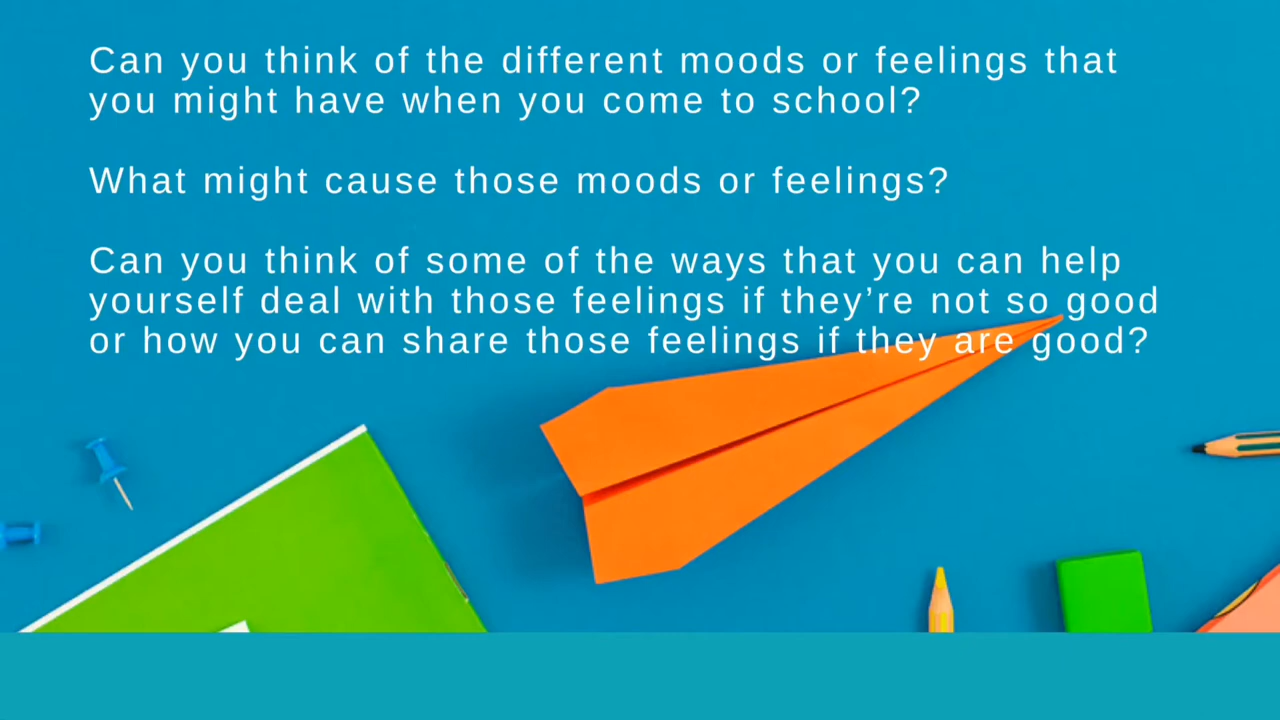 Can you think of the different moods or feelings that
you might have when you come to school?
What might cause those moods or feelings?
Can you think of some of the ways that you can help
yourself deal with those feelings if they’re not so good
or how you can share those feelings if they are good?